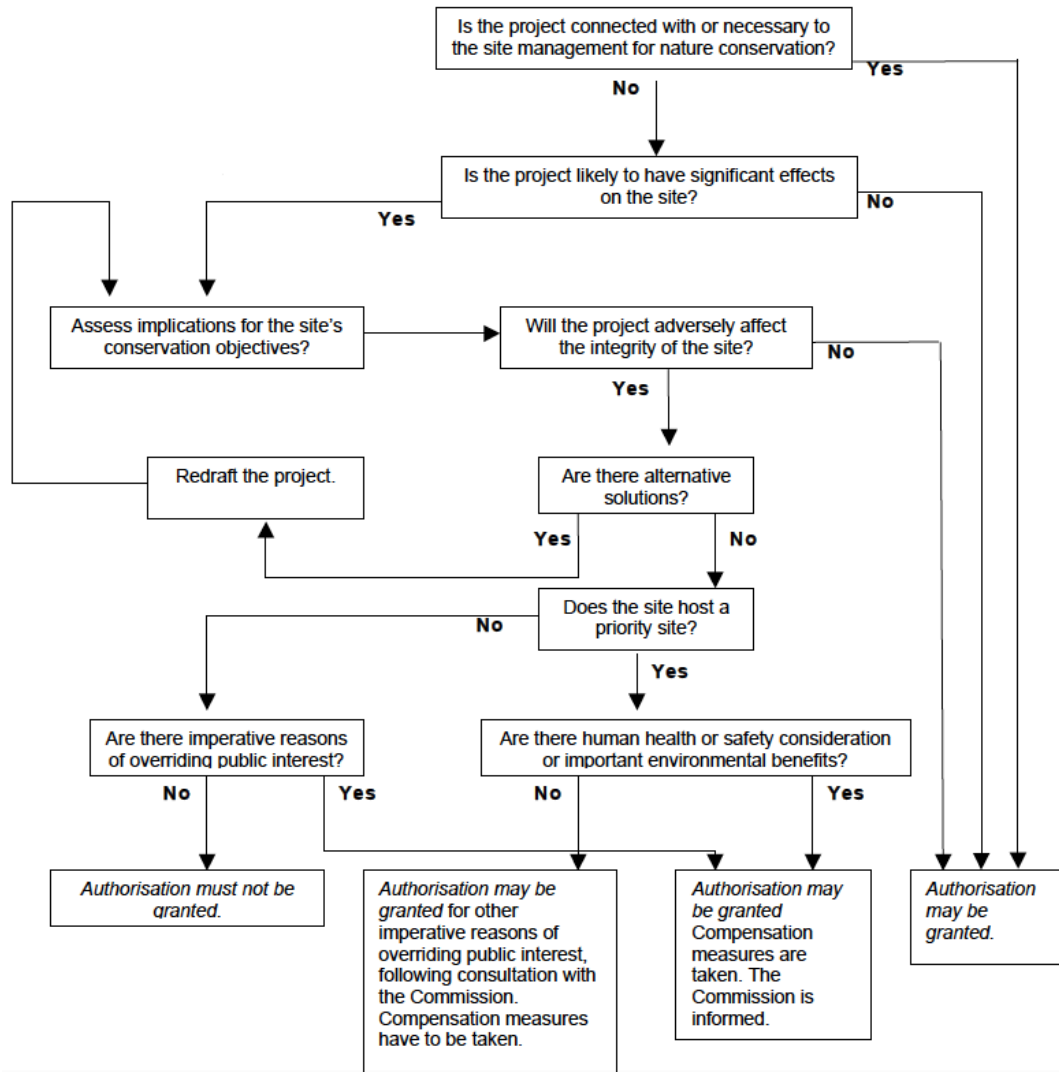 Is the project connected with or necessary to
the site management for nature conservation?
Yes
No
Is the project likely to have significant effects
on the site?
No
Yes
Assess implications for the site's
conservation objectives?
Will the project adversely affect
the integrity of the site?
No
Yes
Redraft the project.
Are there alternative
solutions?
Yes
No
Does the site host a
priority site?
No
Yes
Are there imperative reasons
of overriding public interest?
Are there human health or safety consideration
or important environmental benefits?
No
Yes
No
Yes
Authorisation must not be
granted.
Authorisation may be
granted for other
imperative reasons of
overriding public interest,
following consultation with
the Commission.
Compensation measures
have to be taken.
Authorisation may
be granted
Compensation
measures are
taken. The
Commission is
informed.
Authorisation
may be
granted.